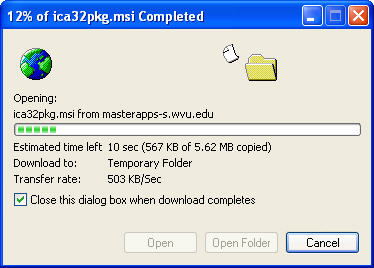 12% of ica32pkg.msi Completed
Opening:
ica32pkg.msi from masterapps-s.wvu.edu
Estimated time left 10 sec (567 KB of 5.62 MB copied)
Download to: Temporary Folder
Transfer rate: 503 KB/Sec
Close this dialog box when download completes
Open Open Folder Cancel